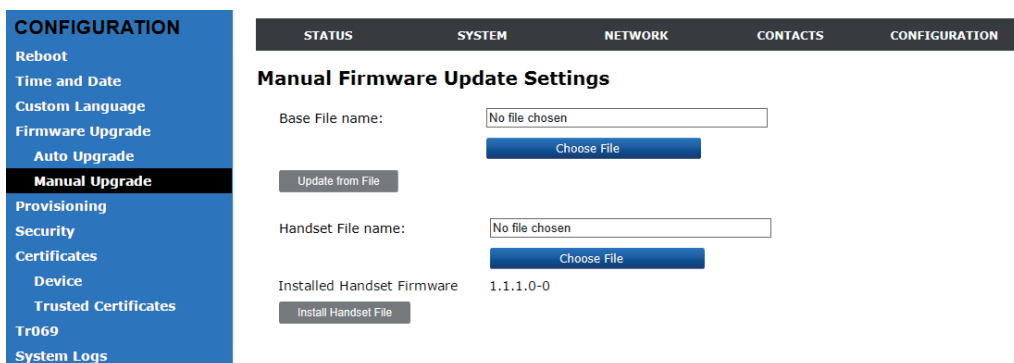 CONFIGURATION
Reboot
Time and Date
Custom Language
Firmware Upgrade
Auto Upgrade
Manual Upgrade
Provisioning
Security
Certificates
Device
Trusted Certificates
Tr069
System Logs
STATUS SYSTEM NETWORK CONTACTS CONFIGURATION
Manual Firmware Update Settings
Base File name: No file chosen
Choose File
Update from File
Handset File name: No file chosen
Choose File
Installed Handset Firmware 1.1.1.0-0
Install Handset File